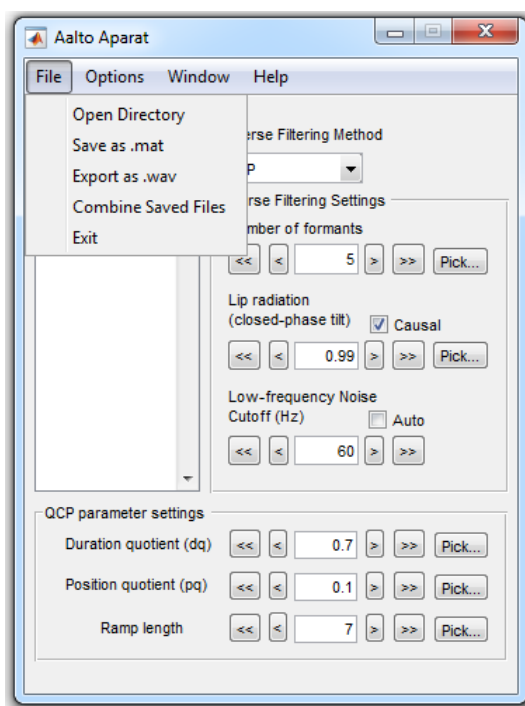 Aalto Aparat
File Options Window Help
Open Directory
Save as .mat
Export as .wav
Combine Saved Files
Exit
Filtering Method
Filtering Settings
of formants
<< < 5 > >> Pick...
Lip radiation
(closed-phase tilt) Causal
<< < 0.99 > >> Pick...
Low-frequency Noise
Cutoff (Hz) Auto
<< < 60 > >>
QCP parameter settings
Duration quotient (dq) << < 0.7 > >> Pick...
Position quotient (pq) << < 0.1 > >> Pick...
Ramp length << < 7 > >> Pick...